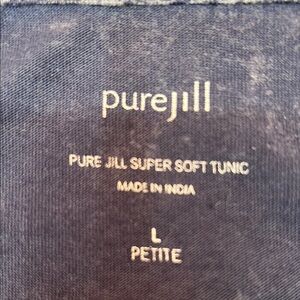 purejill
PURE JILL SUPER SOFT TUNIC
MADE IN INDIA
L
PETITE